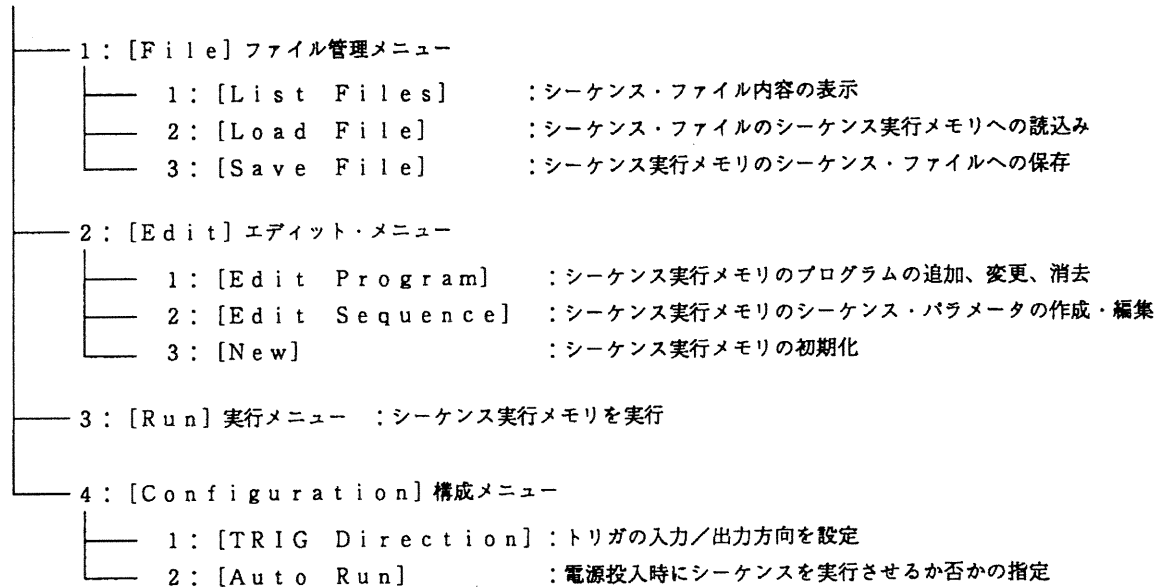 1：[File] ファイル管理メニュー
1：[List Files] ：シーケンス・ファイル内容の表示
2：[Load File] ：シーケンス・ファイルのシーケンス実行メモリへの読込み
3：[Save File] ：シーケンス実行メモリのシーケンス・ファイルへの保存
2：[Edit] エディット・メニュー
1：[Edit Program] ：シーケンス実行メモリのプログラムの追加、変更、消去
2：[Edit Sequence] ：シーケンス実行メモリのシーケンス・パラメータの作成・編集
3：[New] ：シーケンス実行メモリの初期化
3：[Run] 実行メニュー ：シーケンス実行メモリを実行
4：[Configuration] 構成メニュー
1：[TRIG Direction] ：トリガの入力／出力方向を設定
2：[Auto Run] ：電源投入時にシーケンスを実行させるか否かの指定